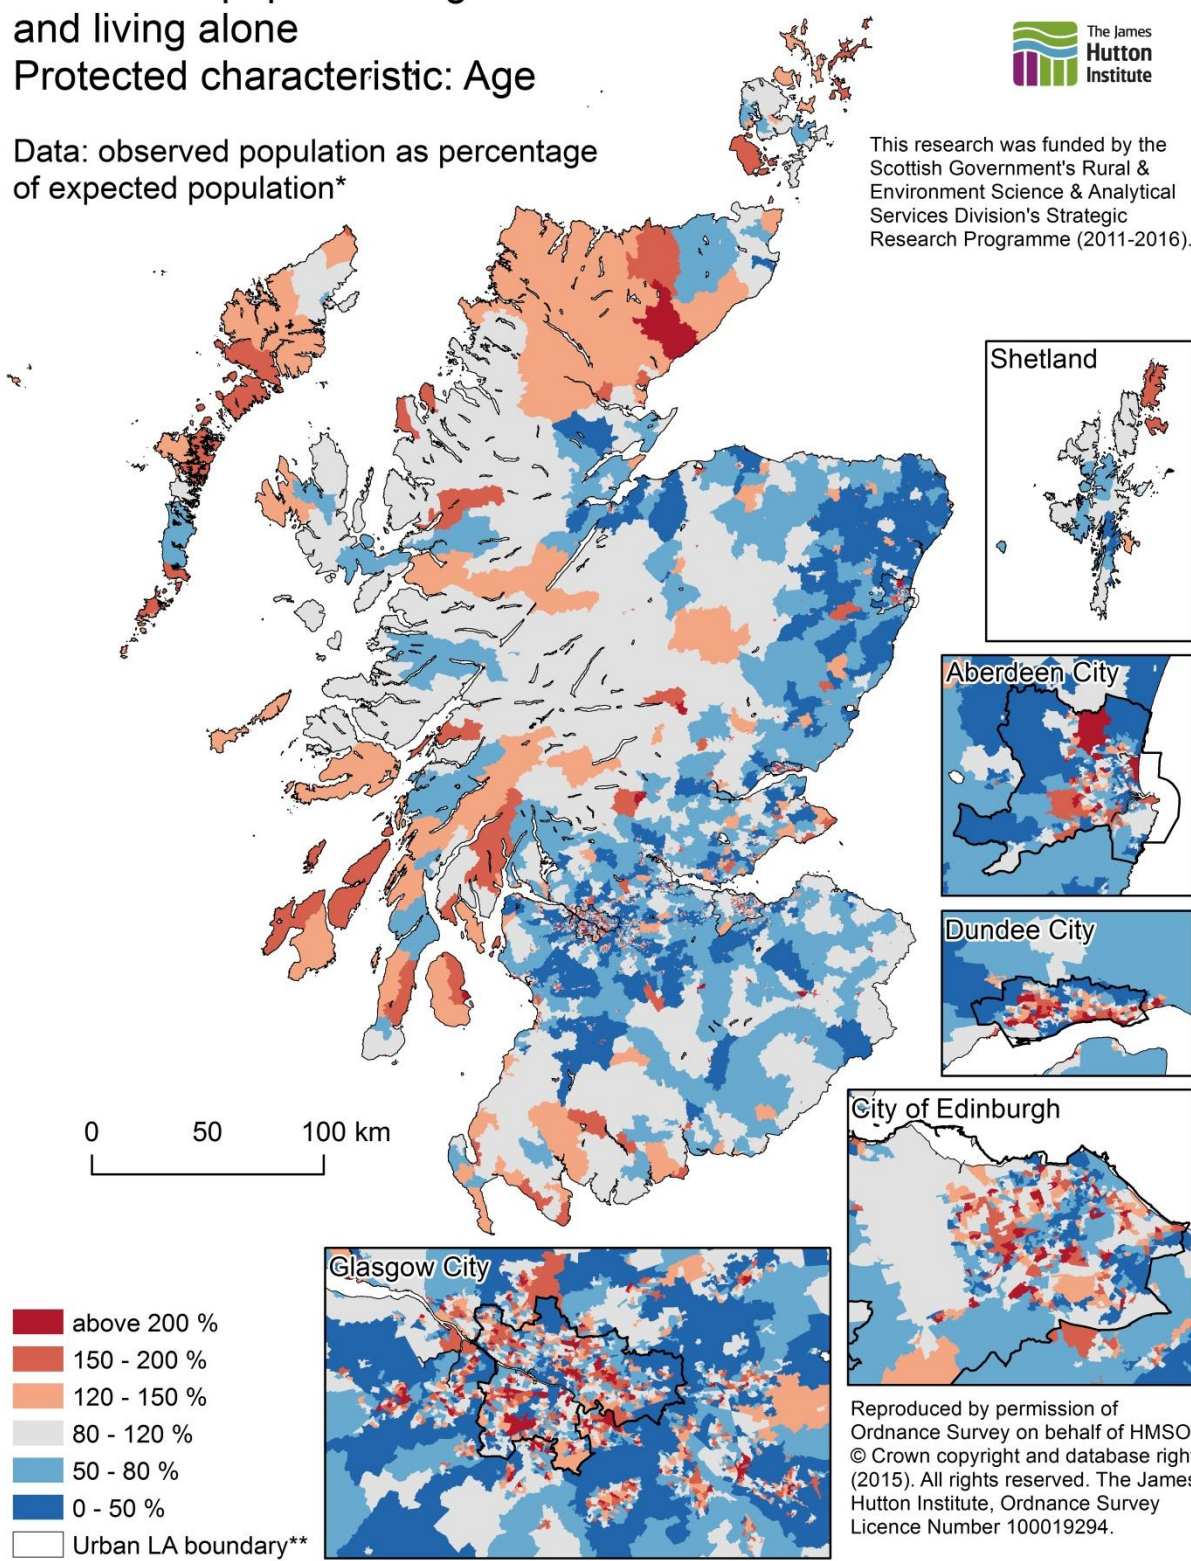 and living alone
Protected characteristic: Age
Data: observed population as percentage
of expected population*
The James
Hutton
Institute
This research was funded by the
Scottish Government's Rural &
Environment Science & Analytical
Services Division's Strategic
Research Programme (2011-2016).
Shetland
Aberdeen City
Dundee City
City of Edinburgh
Glasgow City
0 50 100 km
above 200 %
150 - 200 %
120 - 150 %
80 - 120 %
50 - 80 %
0 - 50 %
Urban LA boundary**
Reproduced by permission of
Ordnance Survey on behalf of HMSO
© Crown copyright and database righ
(2015). All rights reserved. The James
Hutton Institute, Ordnance Survey
Licence Number 100019294.